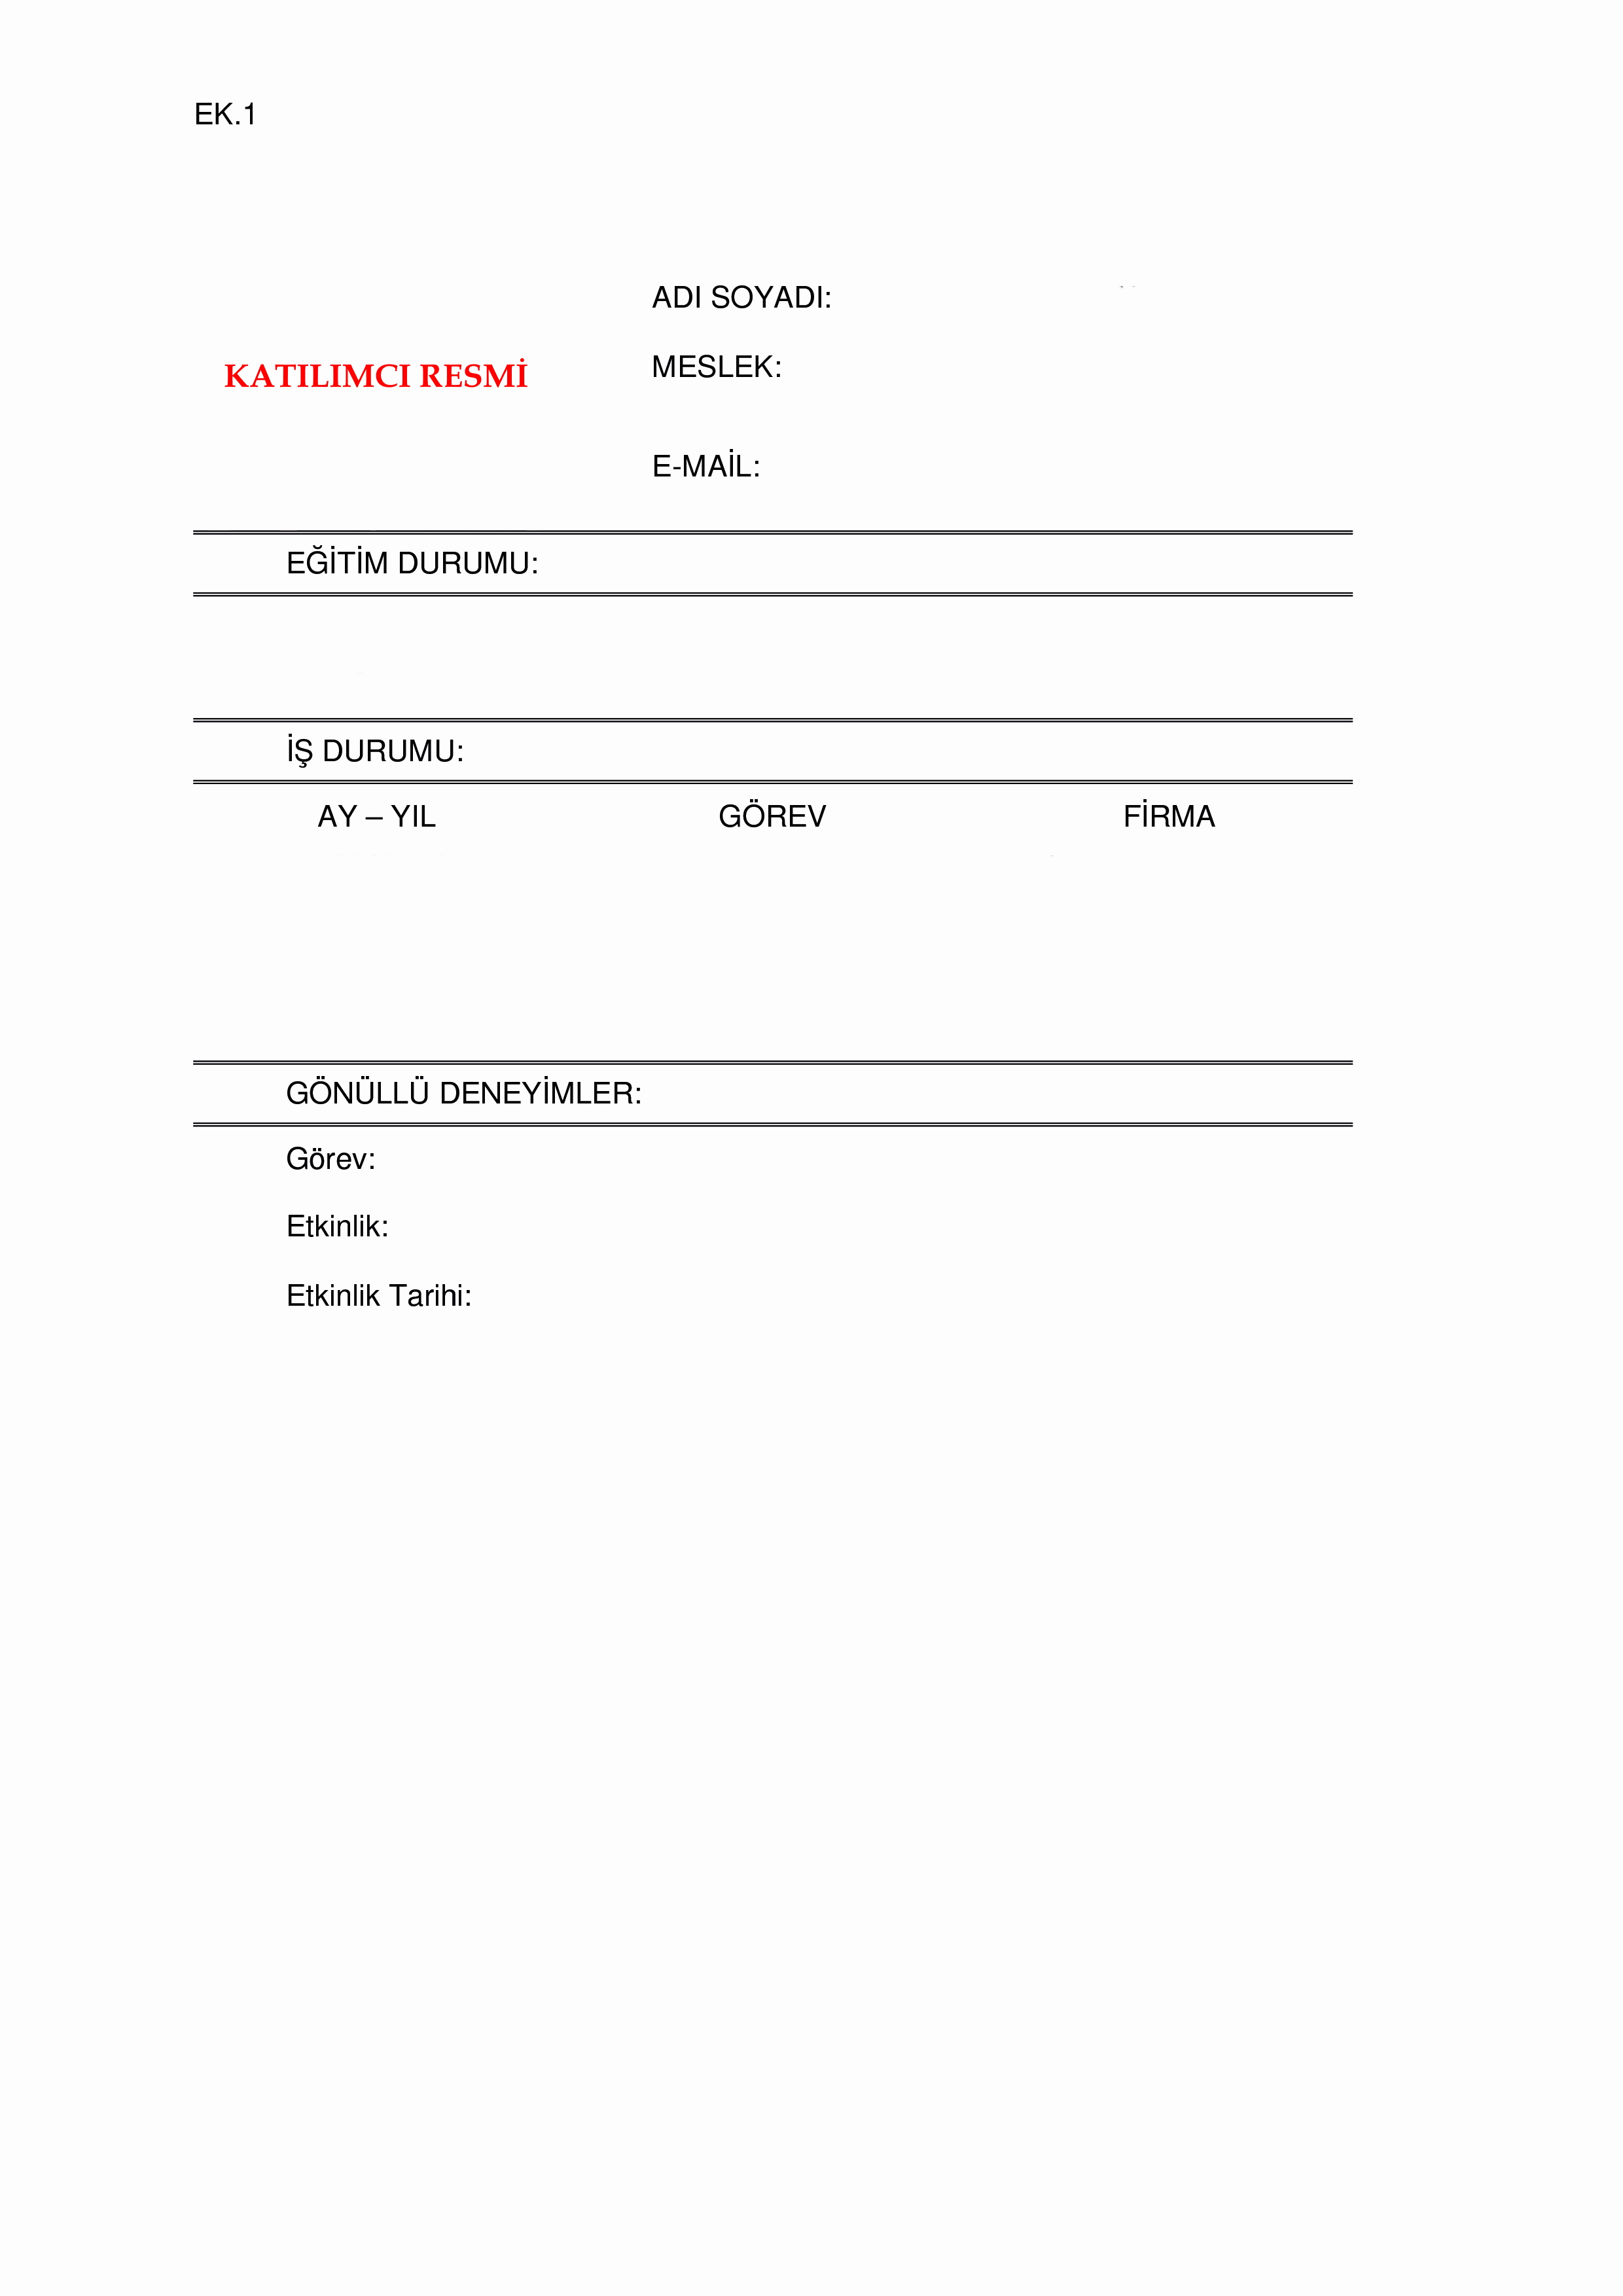 EK.1
ADI SOYADI:
KATILIMCI RESMİ
MESLEK:
E-MAİL:
EĞİTİM DURUMU:
İŞ DURUMU:
AY – YIL GÖREV FİRMA
GÖNÜLLÜ DENEYİMLER:
Görev:
Etkinlik:
Etkinlik Tarihi: